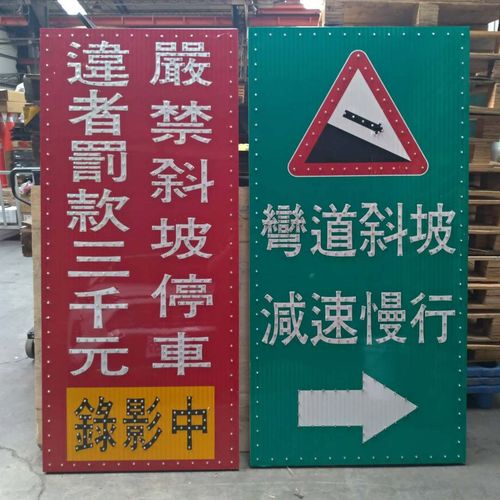 嚴禁斜坡停車
違者罰款三千元
錄影中
彎道斜坡
減速慢行